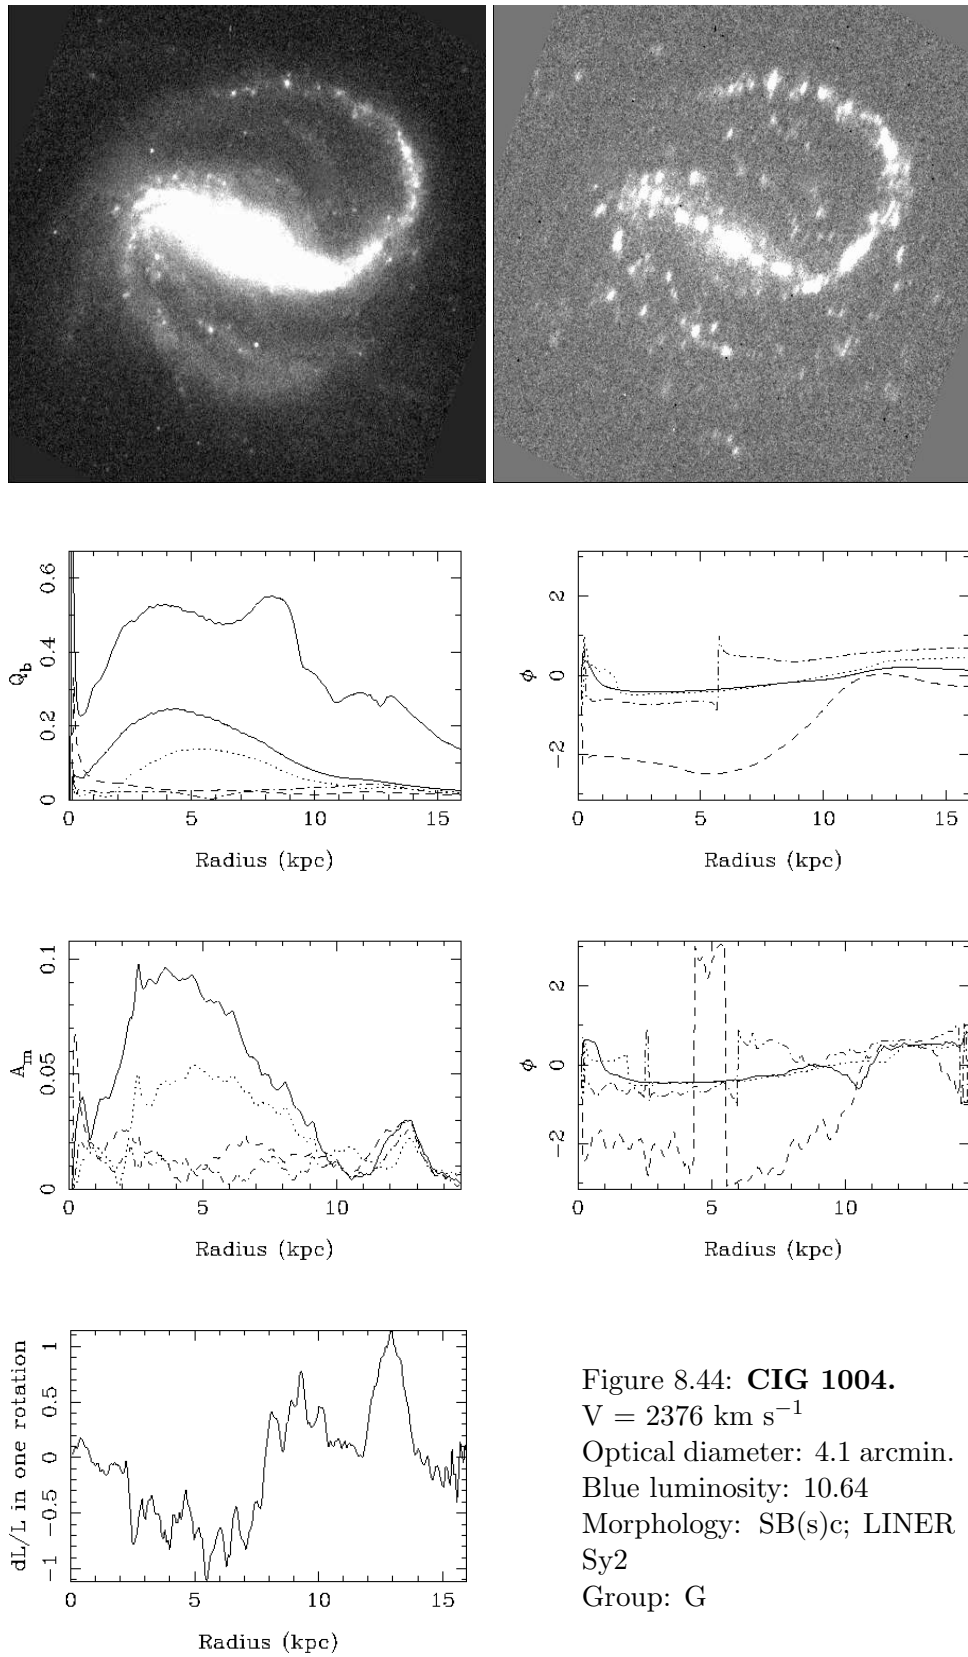 0.6
0.4
0.2
0
Q_b
0 5 10 15
Radius (kpc)
2
0
−2
ϕ
0 5 10 15
Radius (kpc)
0.1
0.05
0
A_m
0 5 10
Radius (kpc)
2
0
−2
ϕ
0 5 10
Radius (kpc)
1
0.5
0
−0.5
−1
dL/L in one rotation
0 5 10 15
Radius (kpc)
Figure 8.44: CIG 1004.
V = 2376 km s⁻¹
Optical diameter: 4.1 arcmin.
Blue luminosity: 10.64
Morphology: SB(s)c; LINER
Sy2
Group: G